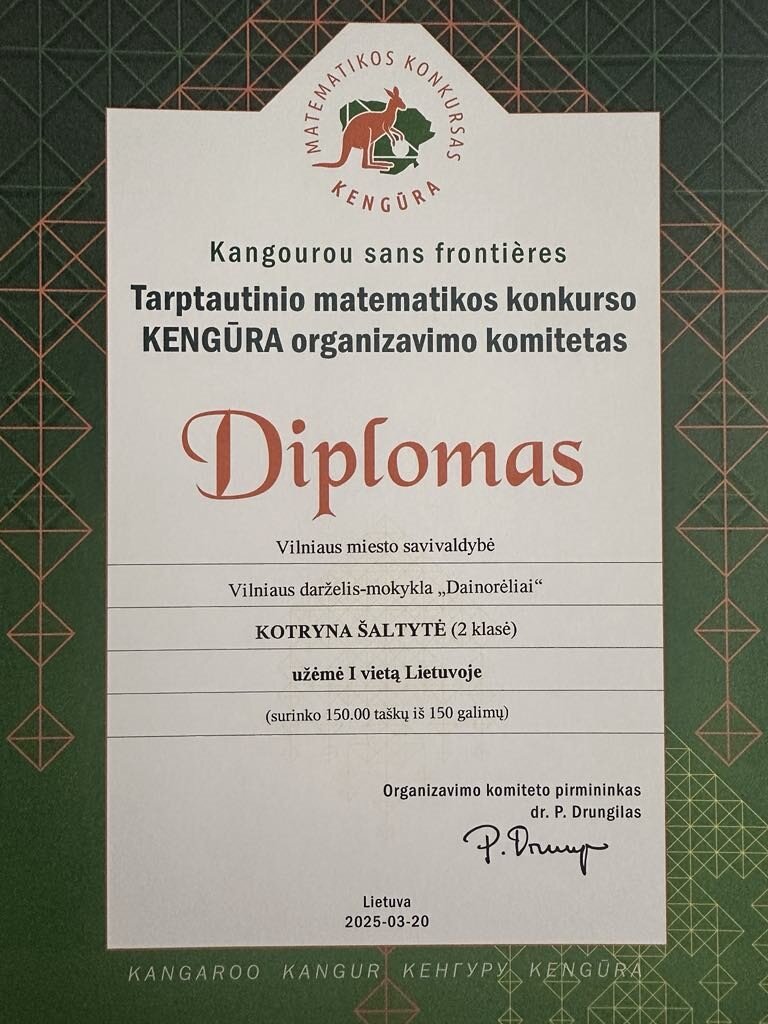 MATEMATIKOS KONKURSAS
KENGŪRA
Kangourou sans frontières
Tarptautinio matematikos konkurso
KENGŪRA organizavimo komitetas
Diplomas
Vilniaus miesto savivaldybė
Vilniaus darželis-mokykla „Dainorėliai“
KOTRYNA ŠALTYTĖ (2 klasė)
užėmė I vietą Lietuvoje
(surinko 150.00 taškų iš 150 galimų)
Organizavimo komiteto pirmininkas
dr. P. Drungilas
Lietuva
2025-03-20
KANGAROO KANGUR КЕНГУРУ KENGŪRA